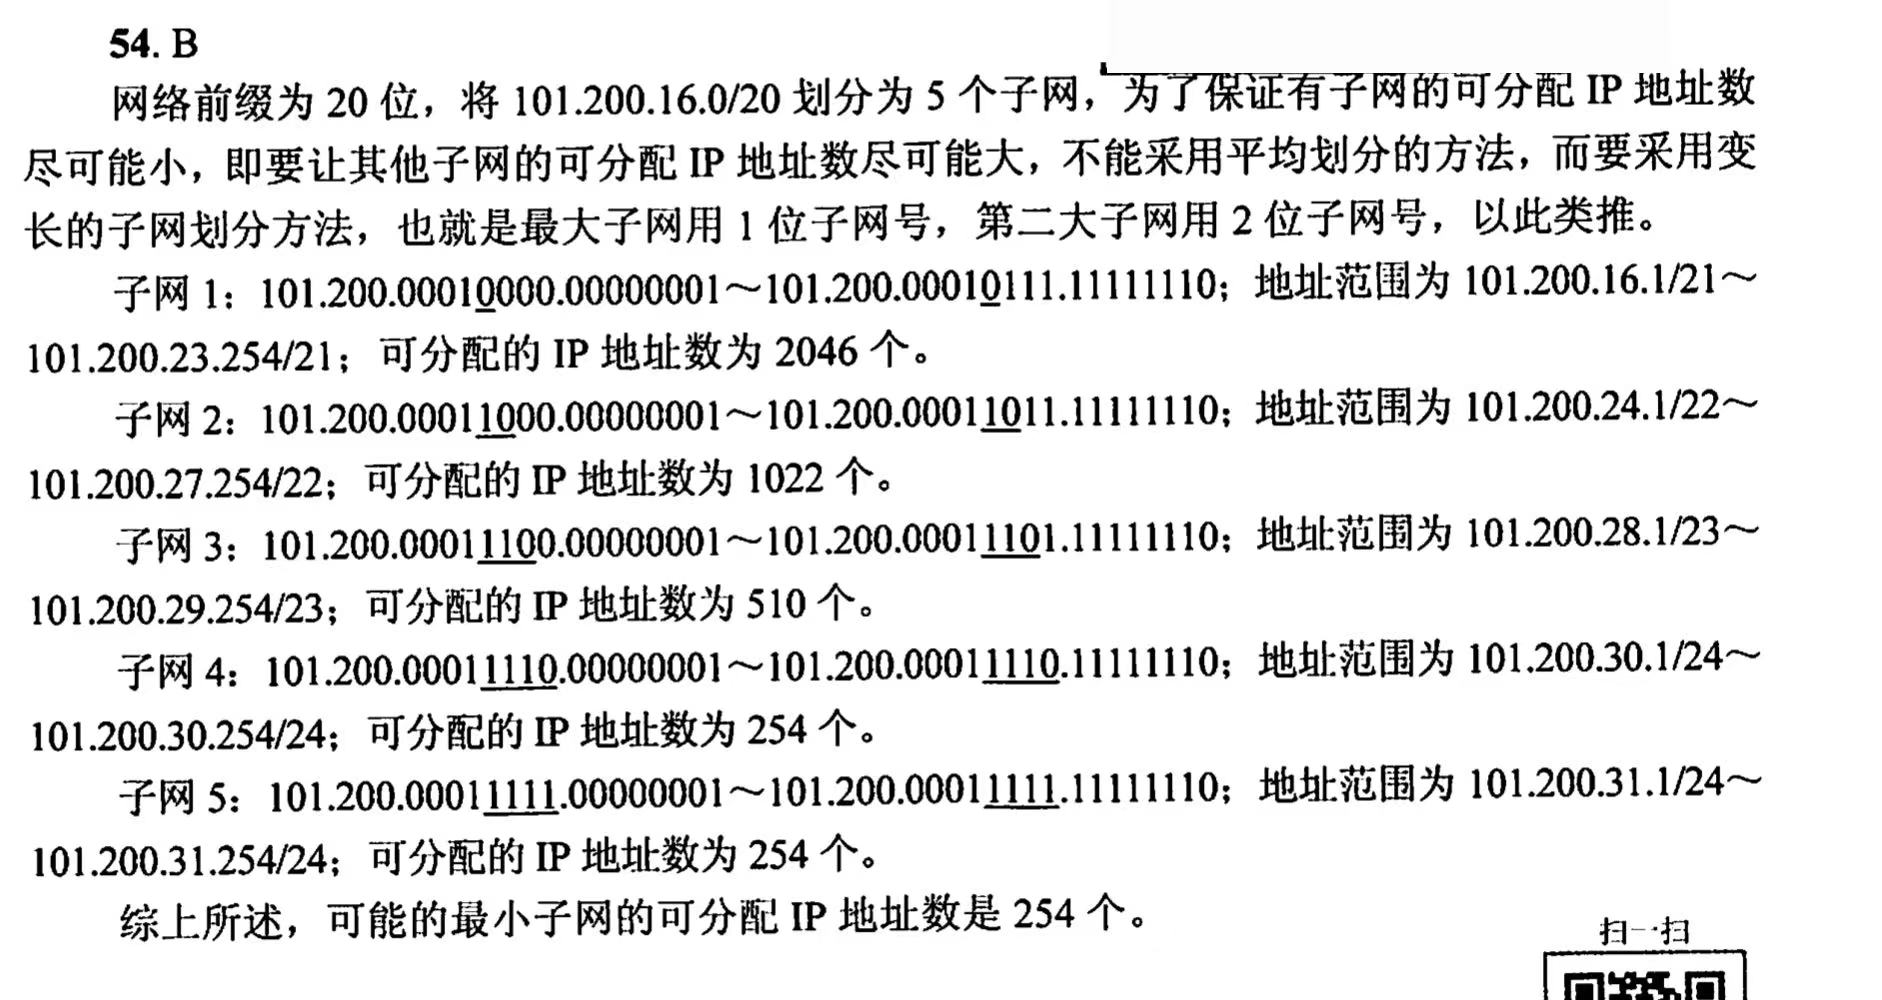 54. B
网络前缀为 20 位，将 101.200.16.0/20 划分为 5 个子网，为了保证有子网的可分配 IP 地址数
尽可能小，即要让其他子网的可分配 IP 地址数尽可能大，不能采用平均划分的方法，而要采用变
长的子网划分方法，也就是最大子网用 1 位子网号，第二大子网用 2 位子网号，以此类推。
子网 1：101.200.00010000.00000001～101.200.00010111.11111110；地址范围为 101.200.16.1/21～
101.200.23.254/21；可分配的 IP 地址数为 2046 个。
子网 2：101.200.00011000.00000001～101.200.00011011.11111110；地址范围为 101.200.24.1/22～
101.200.27.254/22；可分配的 IP 地址数为 1022 个。
子网 3：101.200.00011100.00000001～101.200.00011101.11111110；地址范围为 101.200.28.1/23～
101.200.29.254/23；可分配的 IP 地址数为 510 个。
子网 4：101.200.00011110.00000001～101.200.00011110.11111110；地址范围为 101.200.30.1/24～
101.200.30.254/24；可分配的 IP 地址数为 254 个。
子网 5：101.200.00011111.00000001～101.200.00011111.11111110；地址范围为 101.200.31.1/24～
101.200.31.254/24；可分配的 IP 地址数为 254 个。
综上所述，可能的最小子网的可分配 IP 地址数是 254 个。
扫一扫